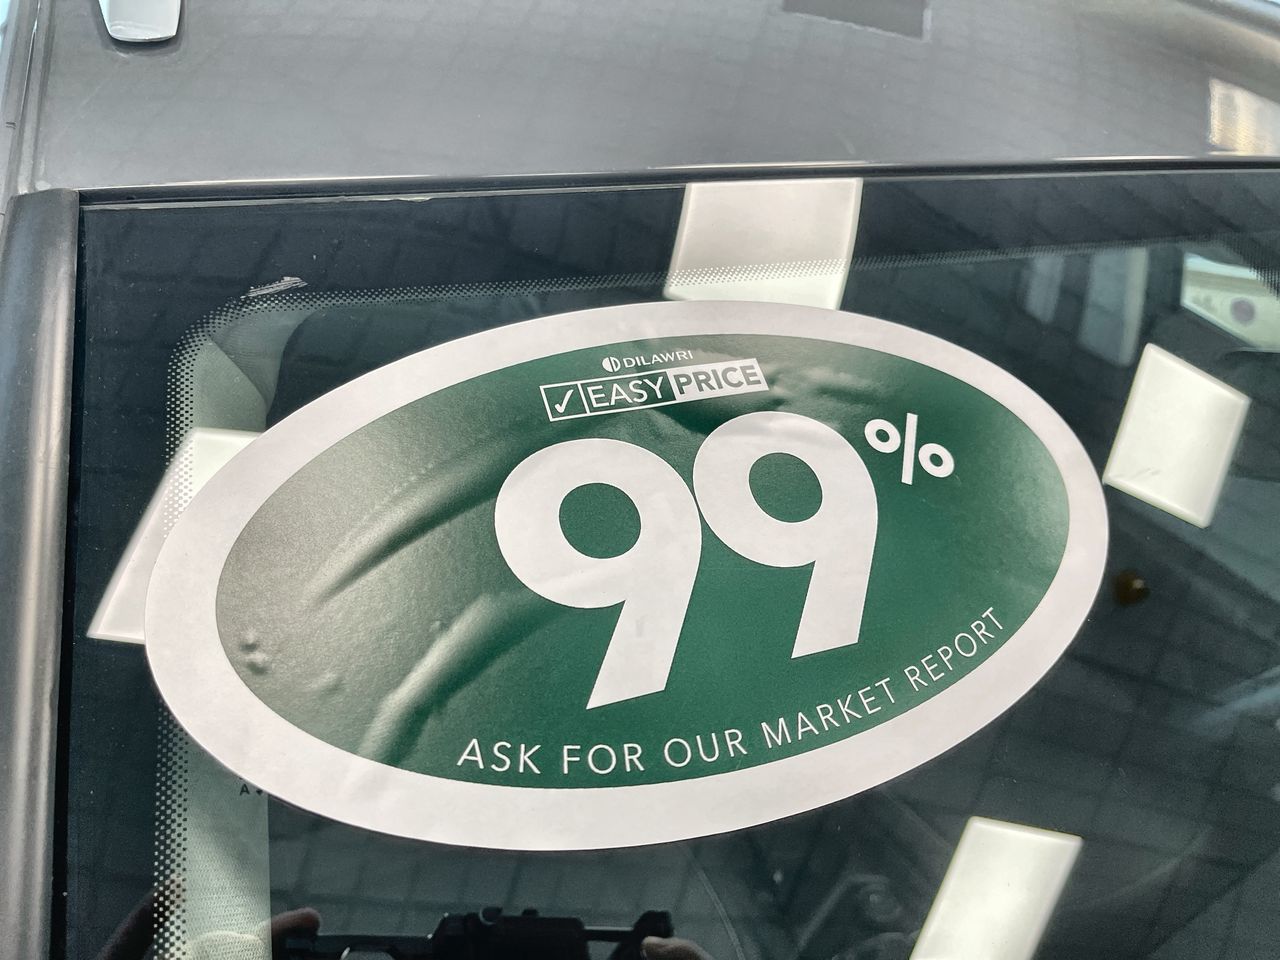 DILAWRI
✓ EASY PRICE
99%
ASK FOR OUR MARKET REPORT